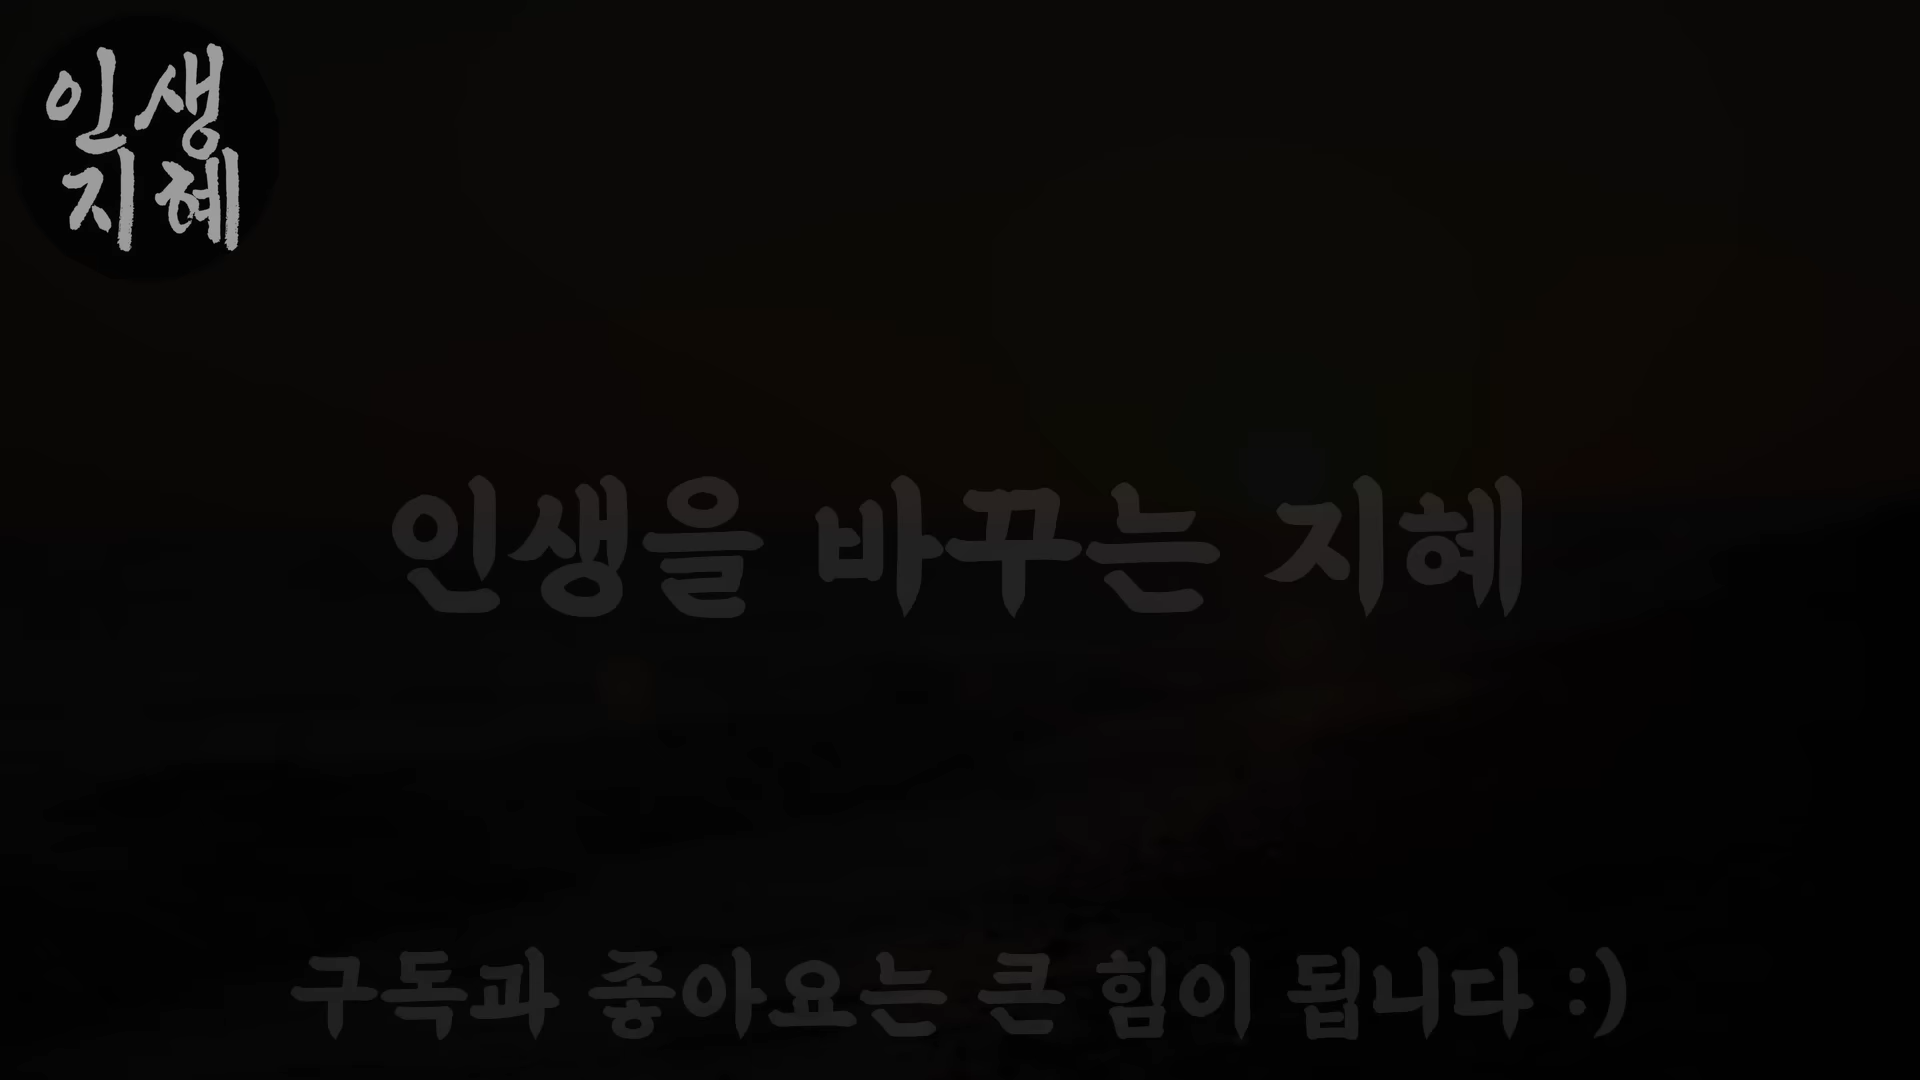 인생
지혜
인생을 바꾸는 지혜
구독과 좋아요는 큰 힘이 됩니다 :)